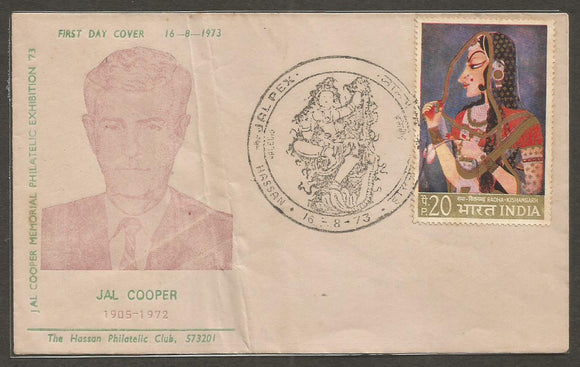 FIRST DAY COVER 16-8-1973
JAL COOPER MEMORIAL PHILATELIC EXHIBITION '73
JAL COOPER
1905-1972
The Hassan Philatelic Club, 573201
JALPEX
HASSAN · 16-8-73
राधा-किशनगढ़ RADHA-KISHANGARH
पै. P. 20 भारत INDIA